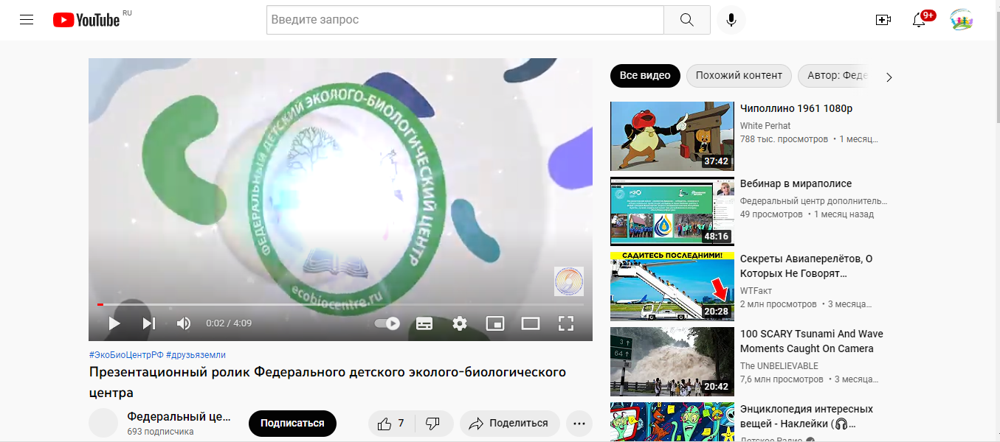 YouTube RU
Введите запрос
9+
ФЕДЕРАЛЬНЫЙ ДЕТСКИЙ ЭКОЛОГО-БИОЛОГИЧЕСКИЙ ЦЕНТР
ecobiocentre.ru
0:02 / 4:09
#ЭкоБиоЦентрРФ #друзьяземли
Презентационный ролик Федерального детского эколого-биологического
центра
Федеральный це...
693 подписчика
Подписаться
7
Поделиться
Все видео
Похожий контент
Автор: Феде
Чиполлино 1961 1080p
White Perhat
788 тыс. просмотров • 1 месяц...
37:42
Вебинар в мираполисе
Федеральный центр дополнитель...
49 просмотров • 1 месяц назад
48:16
САДИТЕСЬ ПОСЛЕДНИМИ!
Секреты Авиаперелётов, О
Которых Не Говорят...
WTFакт
2 млн просмотров • 3 месяца...
20:28
3
64
100 SCARY Tsunami And Wave
Moments Caught On Camera
The UNBELIEVABLE
7,6 млн просмотров • 3 месяца...
20:42
Энциклопедия интересных
вещей - Наклейки (🎧...
Детское Радио